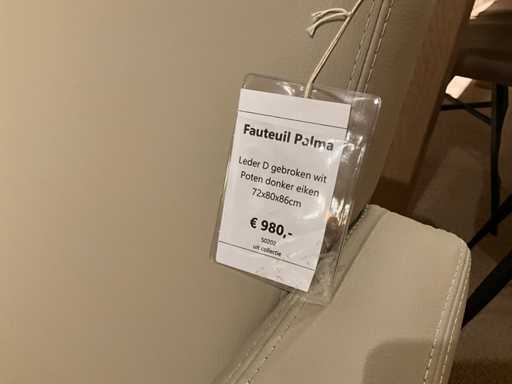 Fauteuil Palma
Leder D gebroken wit
Poten donker eiken
72x80x86cm
€ 980,-
50202
uit collectie